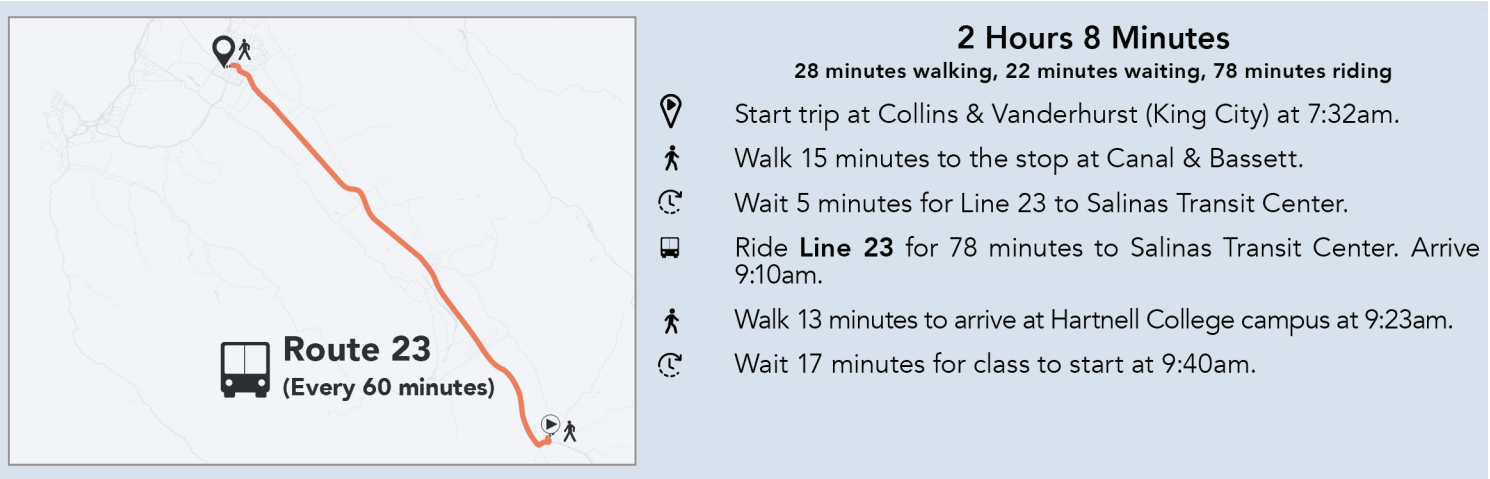 2 Hours 8 Minutes
28 minutes walking, 22 minutes waiting, 78 minutes riding
Start trip at Collins & Vanderhurst (King City) at 7:32am.
Walk 15 minutes to the stop at Canal & Bassett.
Wait 5 minutes for Line 23 to Salinas Transit Center.
Ride Line 23 for 78 minutes to Salinas Transit Center. Arrive
9:10am.
Walk 13 minutes to arrive at Hartnell College campus at 9:23am.
Wait 17 minutes for class to start at 9:40am.
Route 23
(Every 60 minutes)